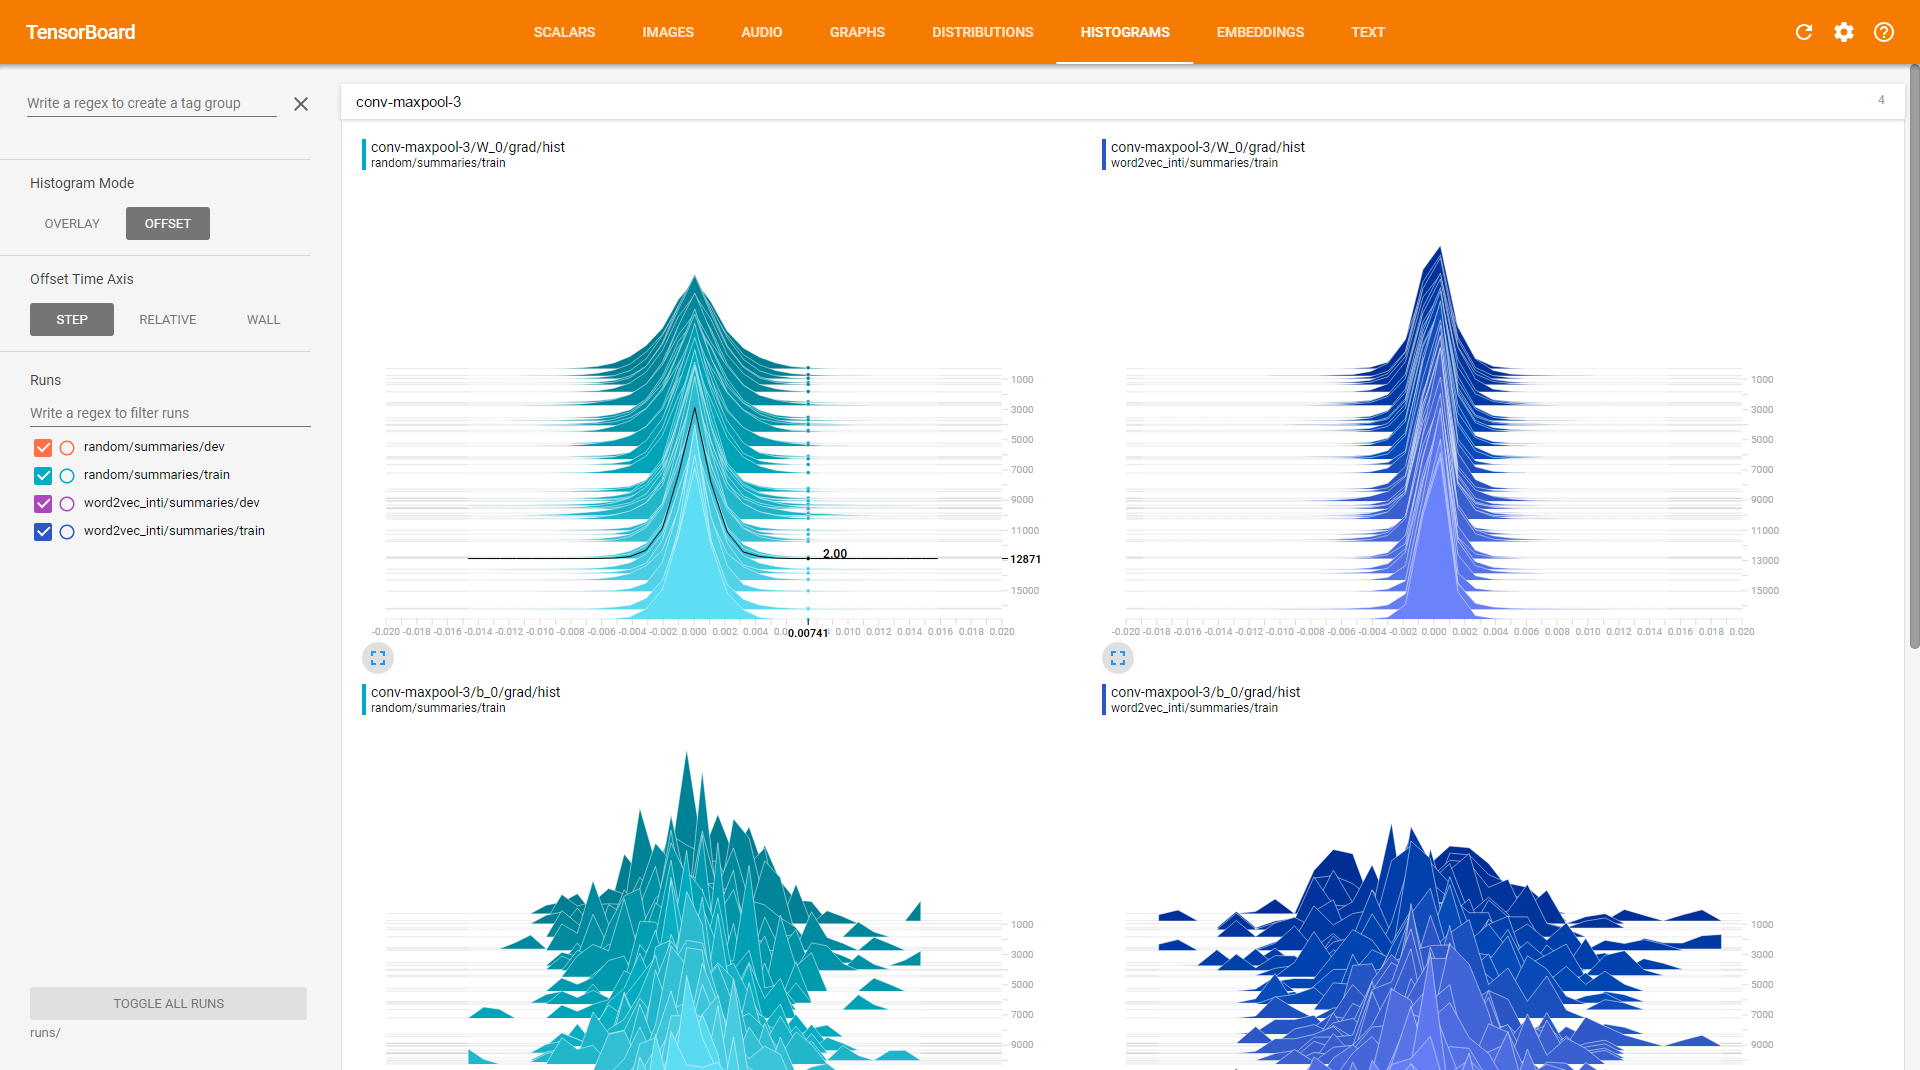 TensorBoard
SCALARS IMAGES AUDIO GRAPHS DISTRIBUTIONS HISTOGRAMS EMBEDDINGS TEXT
Write a regex to create a tag group
Histogram Mode
OVERLAY OFFSET
Offset Time Axis
STEP RELATIVE WALL
Runs
Write a regex to filter runs
random/summaries/dev
random/summaries/train
word2vec_inti/summaries/dev
word2vec_inti/summaries/train
TOGGLE ALL RUNS
runs/
conv-maxpool-3 4
conv-maxpool-3/W_0/grad/hist
random/summaries/train
1000
3000
5000
7000
9000
11000
2.00
12871
15000
-0.020 -0.018 -0.016 -0.014 -0.012 -0.010 -0.008 -0.006 -0.004 -0.002 0.000 0.002 0.004 0.00741 0.010 0.012 0.014 0.016 0.018 0.020
conv-maxpool-3/W_0/grad/hist
word2vec_inti/summaries/train
1000
3000
5000
7000
9000
11000
13000
15000
-0.020 -0.018 -0.016 -0.014 -0.012 -0.010 -0.008 -0.006 -0.004 -0.002 0.000 0.002 0.004 0.006 0.008 0.010 0.012 0.014 0.016 0.018 0.020
conv-maxpool-3/b_0/grad/hist
random/summaries/train
1000
3000
5000
7000
9000
conv-maxpool-3/b_0/grad/hist
word2vec_inti/summaries/train
1000
3000
5000
7000
9000